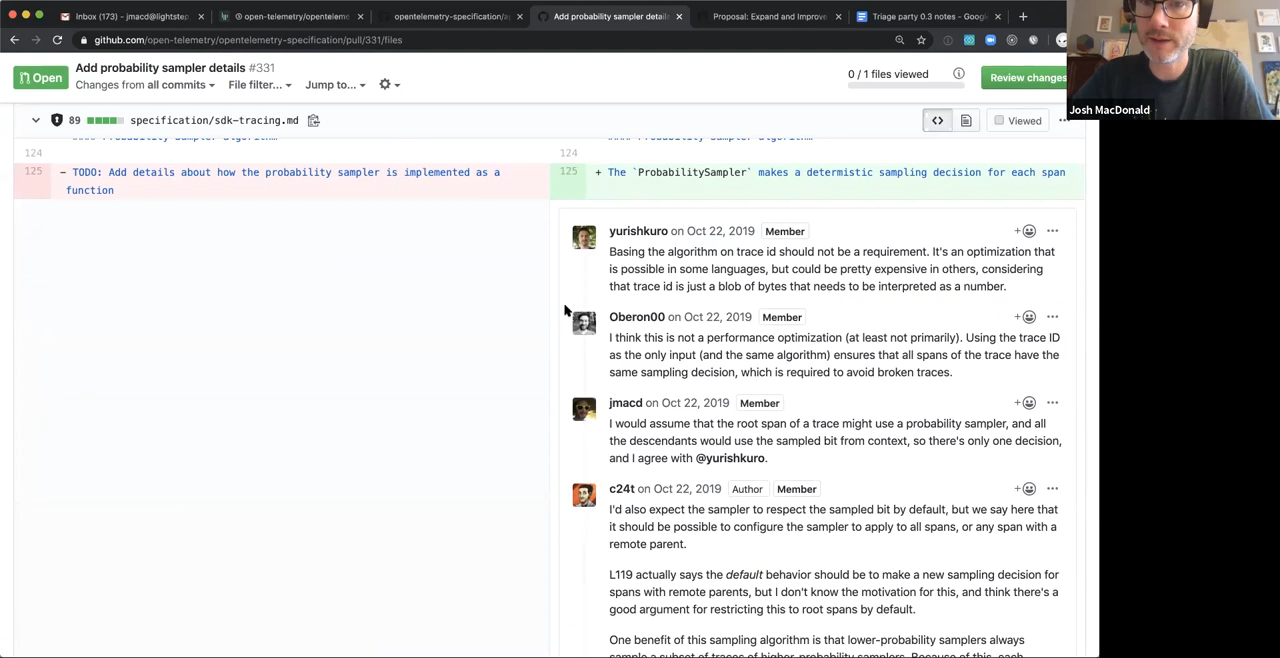 Inbox (173) - jmacd@lightstep
open-telemetry/openteleme
opentelemetry-specification/a
Add probability sampler details
Proposal: Expand and Improve
Triage party 0.3 notes - Googl
github.com/open-telemetry/opentelemetry-specification/pull/331/files
Josh MacDonald
Open
Add probability sampler details #331
Changes from all commits
File filter...
Jump to...
0 / 1 files viewed
Review changes
89
specification/sdk-tracing.md
Viewed
124
124
125 - TODO: Add details about how the probability sampler is implemented as a
function
125 + The `ProbabilitySampler` makes a determistic sampling decision for each span
yurishkuro on Oct 22, 2019 Member
Basing the algorithm on trace id should not be a requirement. It's an optimization that
is possible in some languages, but could be pretty expensive in others, considering
that trace id is just a blob of bytes that needs to be interpreted as a number.
Oberon00 on Oct 22, 2019 Member
I think this is not a performance optimization (at least not primarily). Using the trace ID
as the only input (and the same algorithm) ensures that all spans of the trace have the
same sampling decision, which is required to avoid broken traces.
jmacd on Oct 22, 2019 Member
I would assume that the root span of a trace might use a probability sampler, and all
the descendants would use the sampled bit from context, so there's only one decision,
and I agree with @yurishkuro.
c24t on Oct 22, 2019 Author Member
I'd also expect the sampler to respect the sampled bit by default, but we say here that
it should be possible to configure the sampler to apply to all spans, or any span with a
remote parent.
L119 actually says the default behavior should be to make a new sampling decision for
spans with remote parents, but I don't know the motivation for this, and think there's a
good argument for restricting this to root spans by default.
One benefit of this sampling algorithm is that lower-probability samplers always
sample a subset of traces of higher-probability samplers. Because of this, each